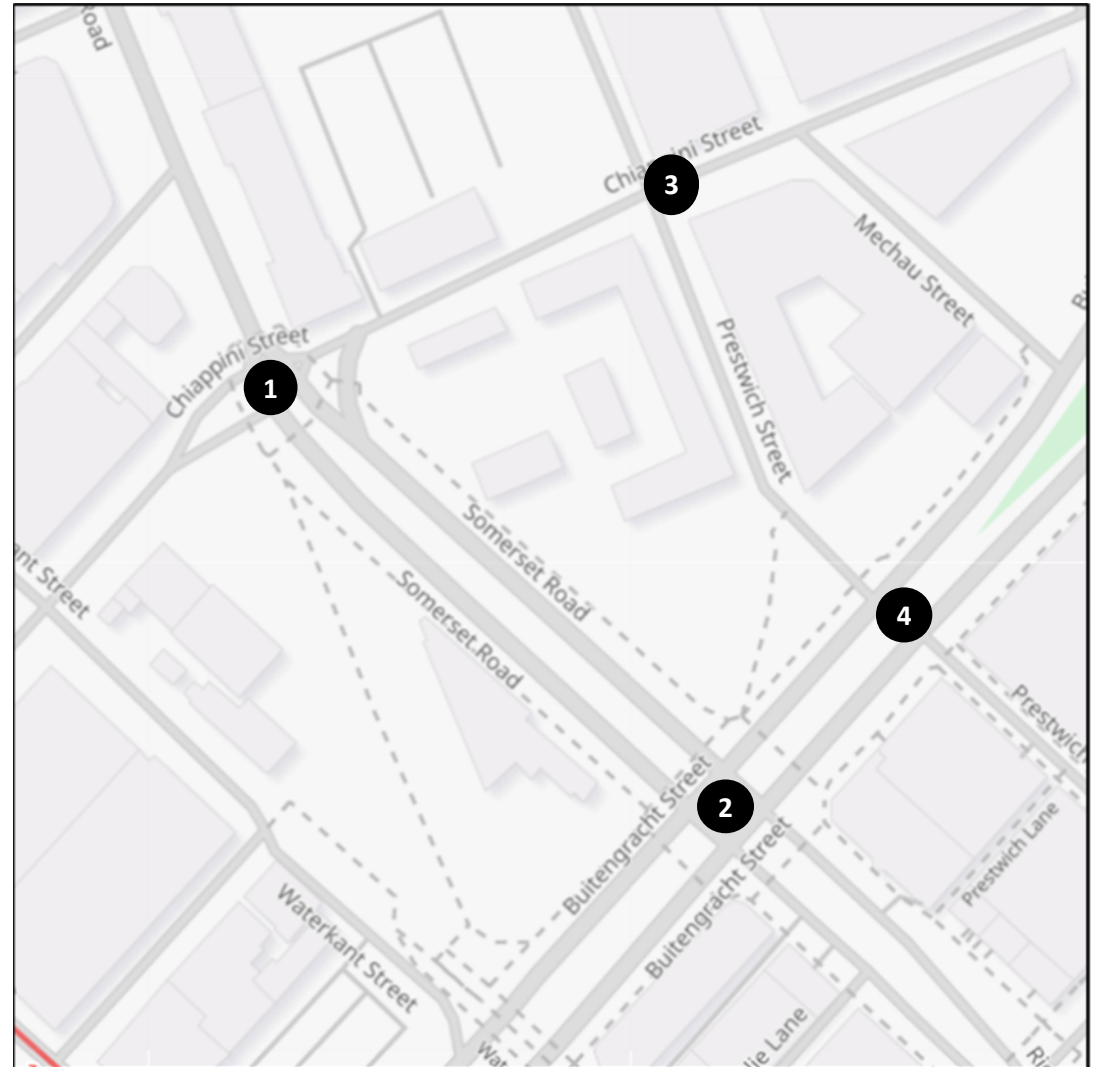 Road
Chiappini Street
3
Mechau Street
Chiappini Street
1
Prestwich Street
Somerset Road
Somerset Road
4
Street
Prestwich
Buitengracht Street
2
Buitengracht Street
Prestwich Lane
Waterkant Street
Lane